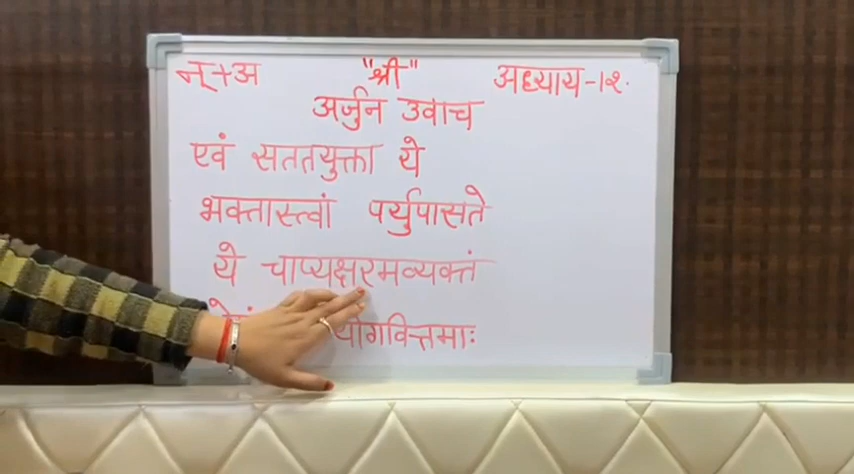 न्+अ "श्री" अध्याय-१२.
अर्जुन उवाच
एवं सततयुक्ता ये
भक्तास्त्वां पर्युपासते
ये चाप्यक्षरमव्यक्तं
योगवित्तमाः